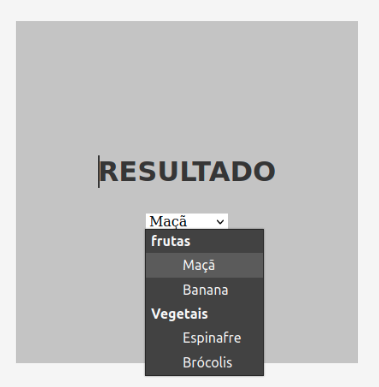 RESULTADO
Maçã
frutas
Maçã
Banana
Vegetais
Espinafre
Brócolis